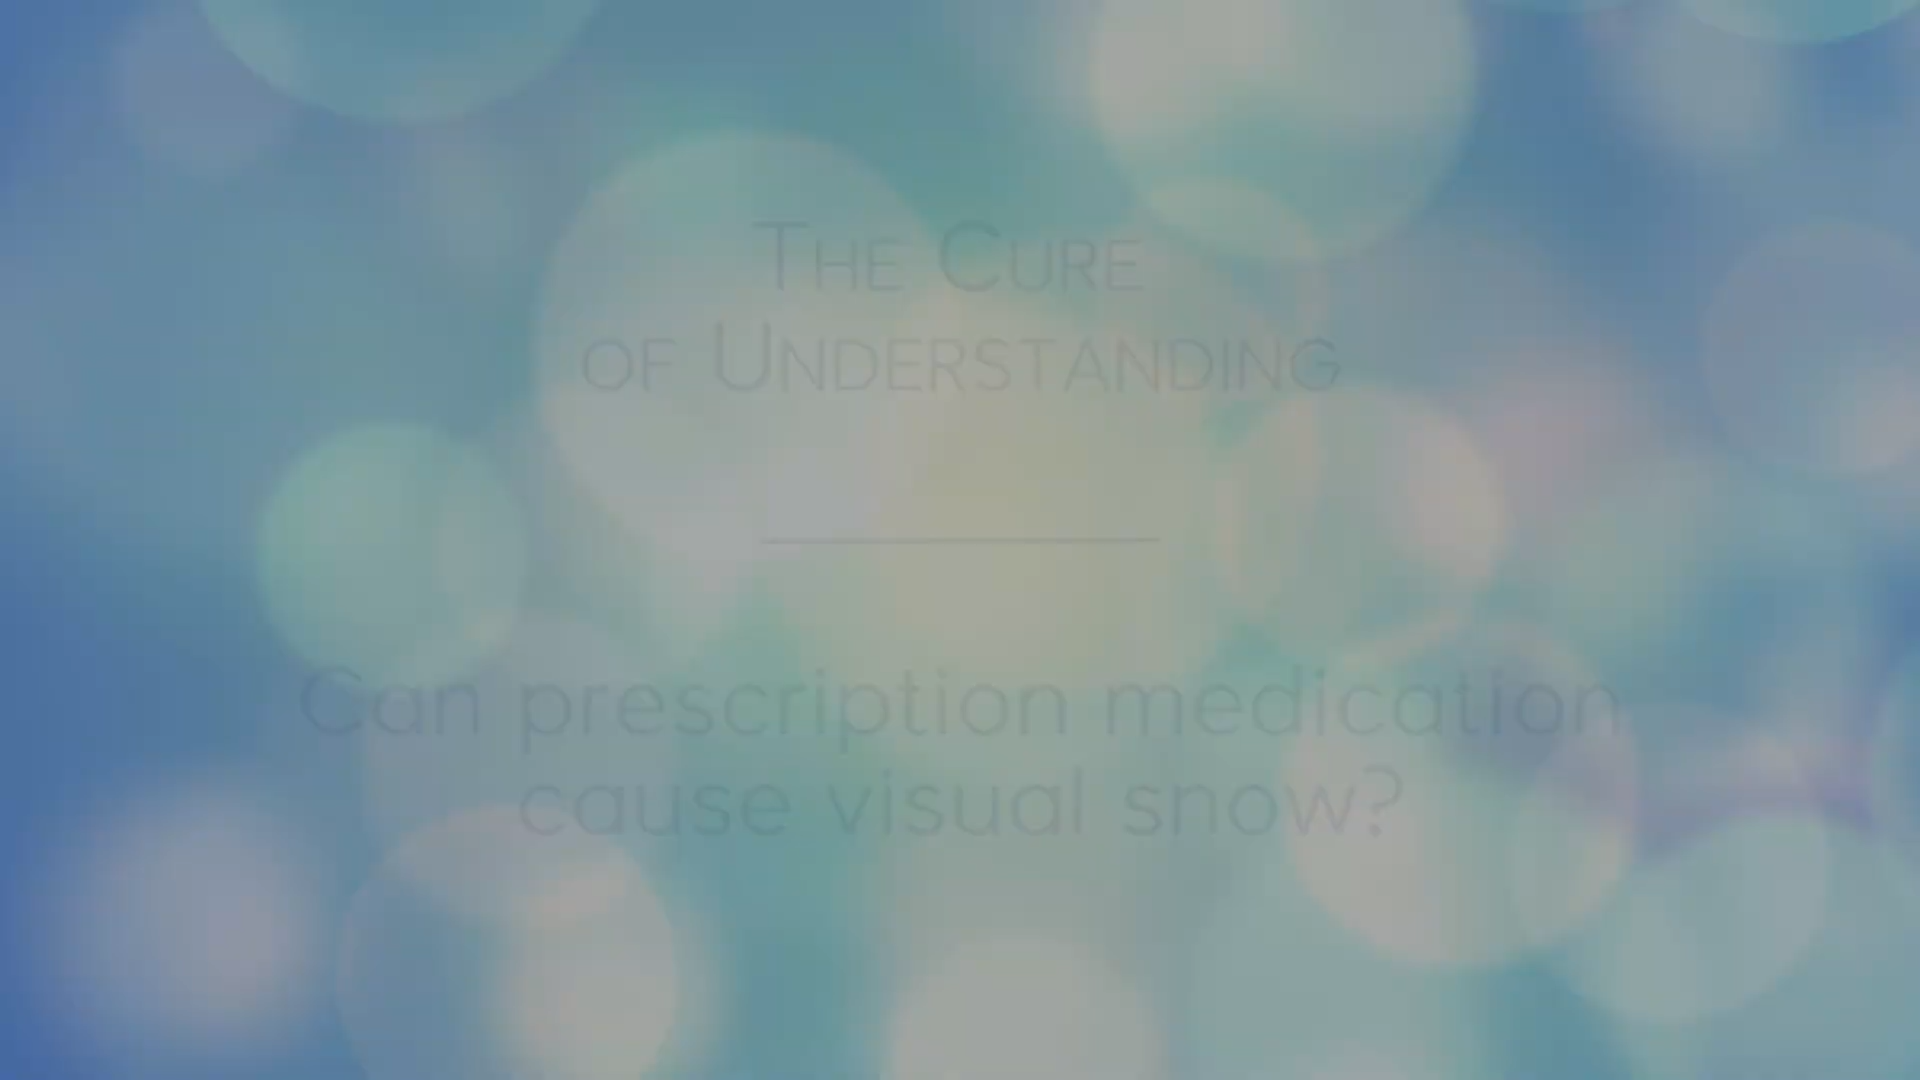 The Cure
of Understanding
Can prescription medication
cause visual snow?